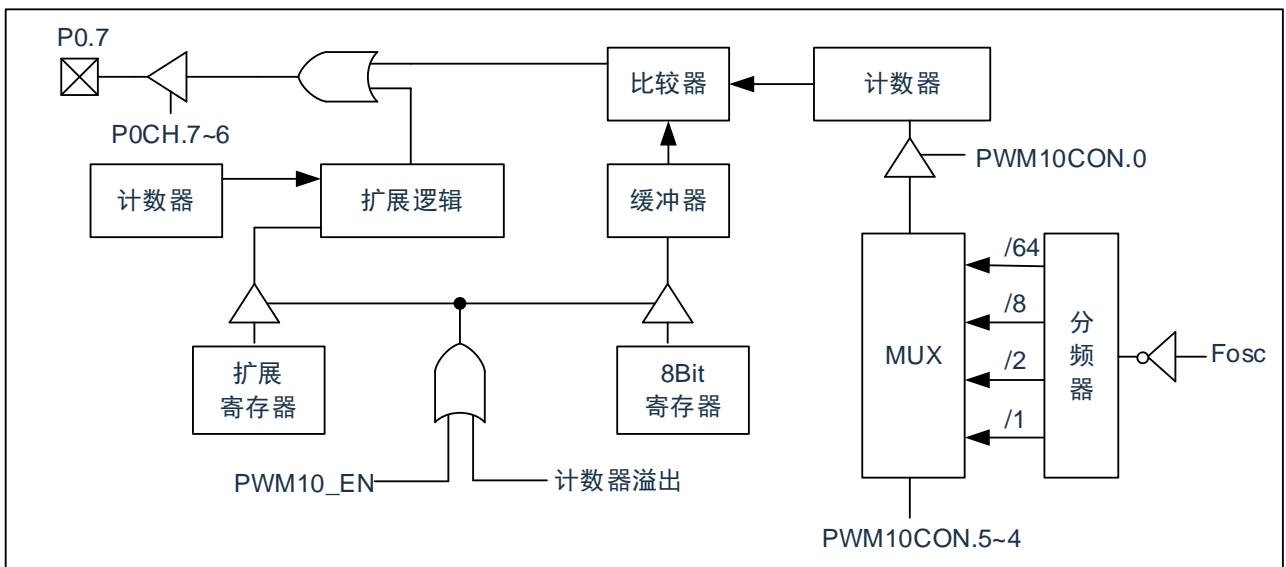 P0.7
P0CH.7~6
比较器
计数器
PWM10CON.0
计数器
扩展逻辑
缓冲器
/64
/8
/2
/1
MUX
分
频
器
Fosc
扩展
寄存器
8Bit
寄存器
PWM10_EN
计数器溢出
PWM10CON.5~4